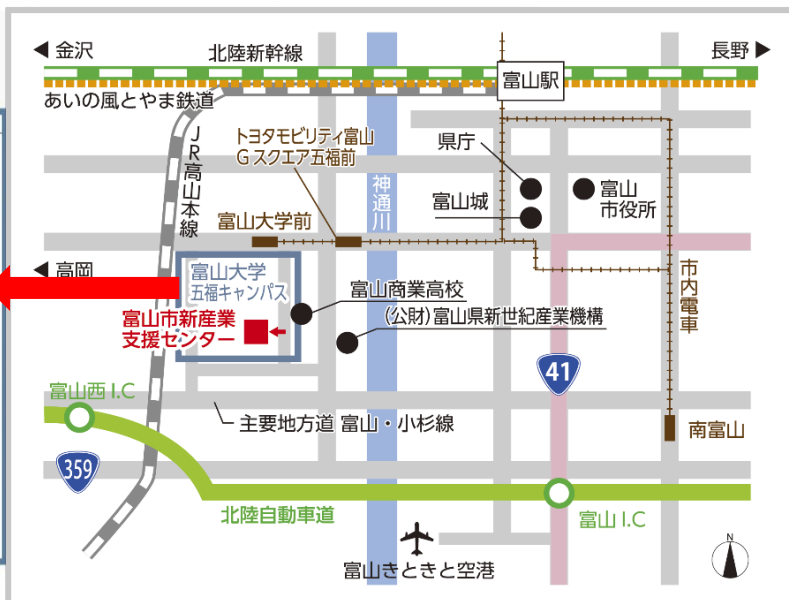 金沢
北陸新幹線
長野
富山駅
あいの風とやま鉄道
JR高山本線
トヨタモビリティ富山
Gスクエア五福前
神通川
県庁
富山城
富山
市役所
富山大学前
高岡
富山大学
五福キャンパス
富山商業高校
富山市新産業
支援センター
(公財)富山県新世紀産業機構
市内電車
41
富山西I.C
主要地方道 富山・小杉線
南富山
359
北陸自動車道
富山I.C
富山きときと空港
N